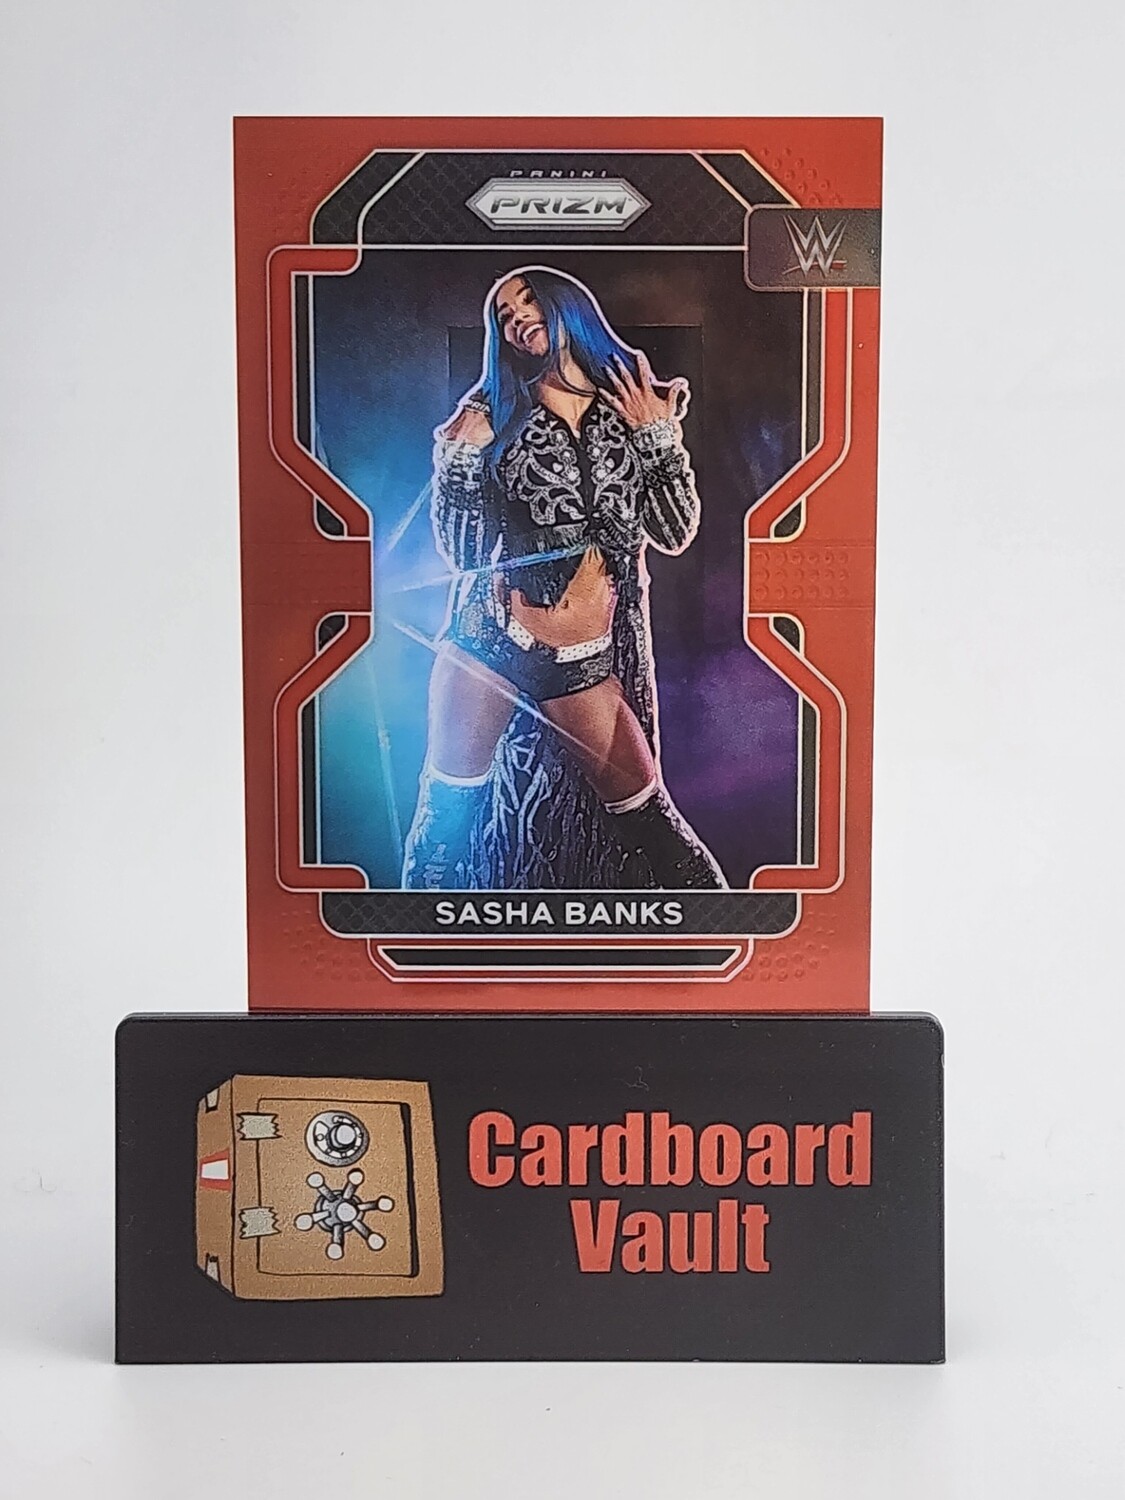 PANINI
PRIZM
W
SASHA BANKS
Cardboard
Vault